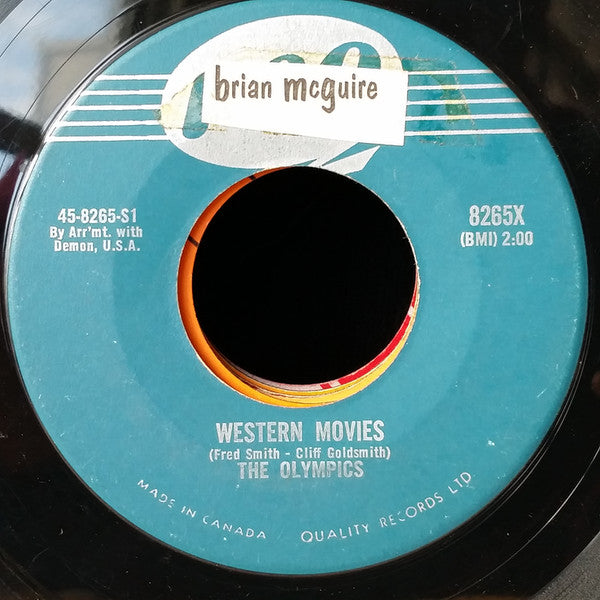 brian mcguire
45-8265-S1
By Arr'mt. with
Demon, U.S.A.
8265X
(BMI) 2:00
WESTERN MOVIES
(Fred Smith - Cliff Goldsmith)
THE OLYMPICS
MADE IN CANADA QUALITY RECORDS LTD